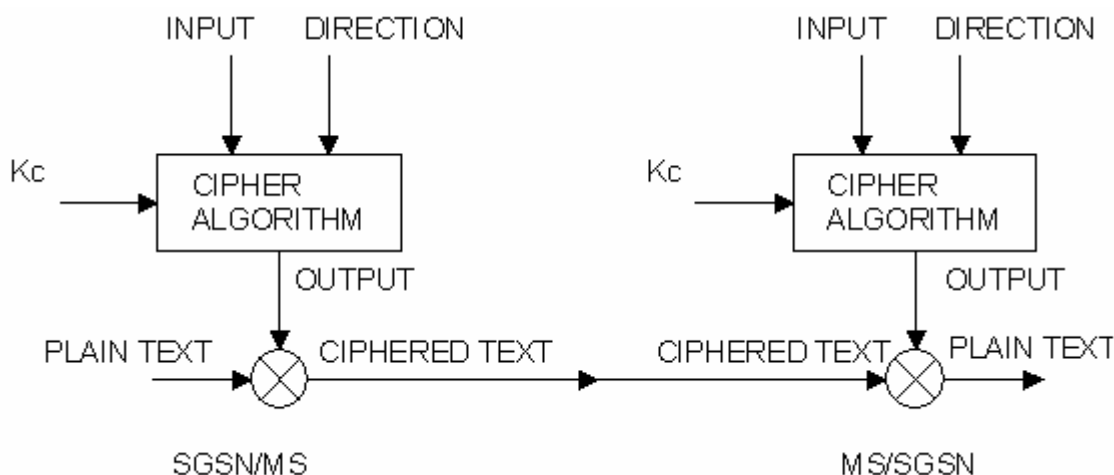 INPUT DIRECTION INPUT DIRECTION
Kc CIPHER ALGORITHM Kc CIPHER ALGORITHM
OUTPUT OUTPUT
PLAIN TEXT CIPHERED TEXT CIPHERED TEXT PLAIN TEXT
SGSN/MS MS/SGSN